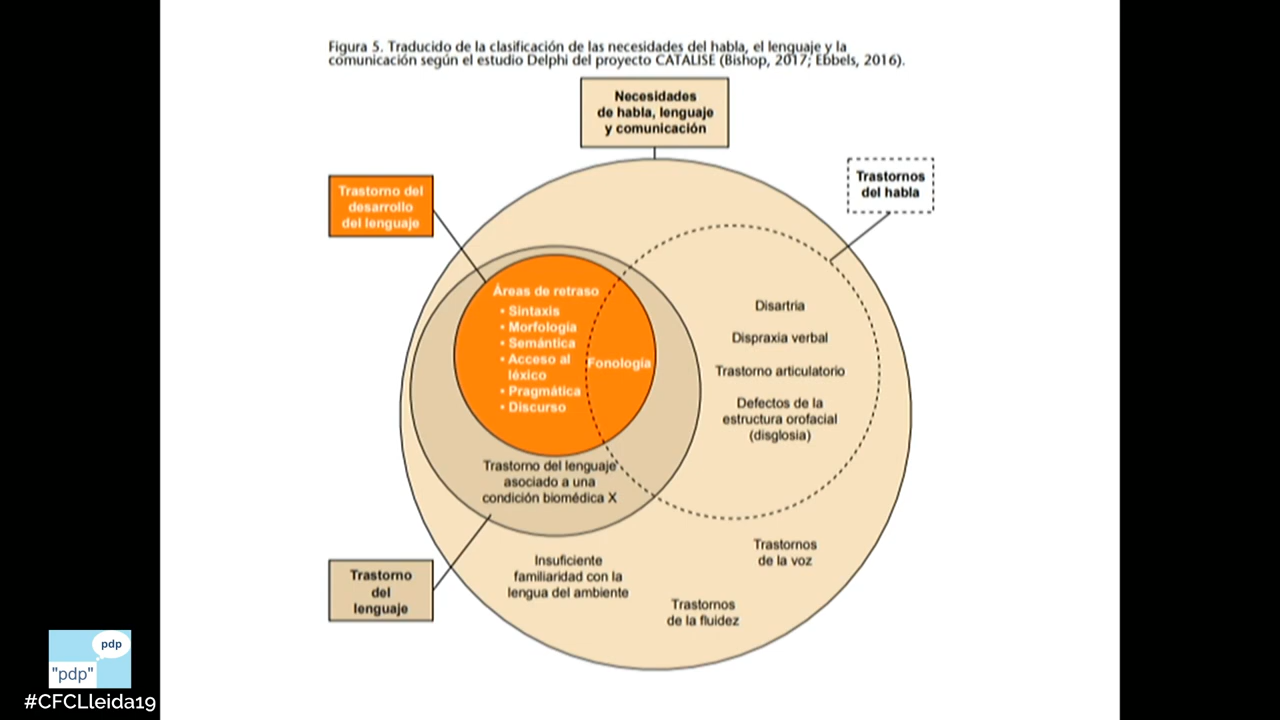 Figura 5. Traducido de la clasificación de las necesidades del habla, el lenguaje y la
comunicación según el estudio Delphi del proyecto CATALISE (Bishop, 2017; Ebbels, 2016).
Necesidades
de habla, lenguaje
y comunicación
Trastorno del
desarrollo
del lenguaje
Trastornos
del habla
Áreas de retraso
• Sintaxis
• Morfología
• Semántica
• Acceso al
léxico
• Pragmática
• Discurso
Fonología
Disartria
Dispraxia verbal
Trastorno articulatorio
Defectos de la
estructura orofacial
(disglosia)
Trastorno del lenguaje
asociado a una
condición biomédica X
Trastorno
del
lenguaje
Insuficiente
familiaridad con la
lengua del ambiente
Trastornos
de la voz
Trastornos
de la fluidez
pdp
"pdp"
#CFCLleida19